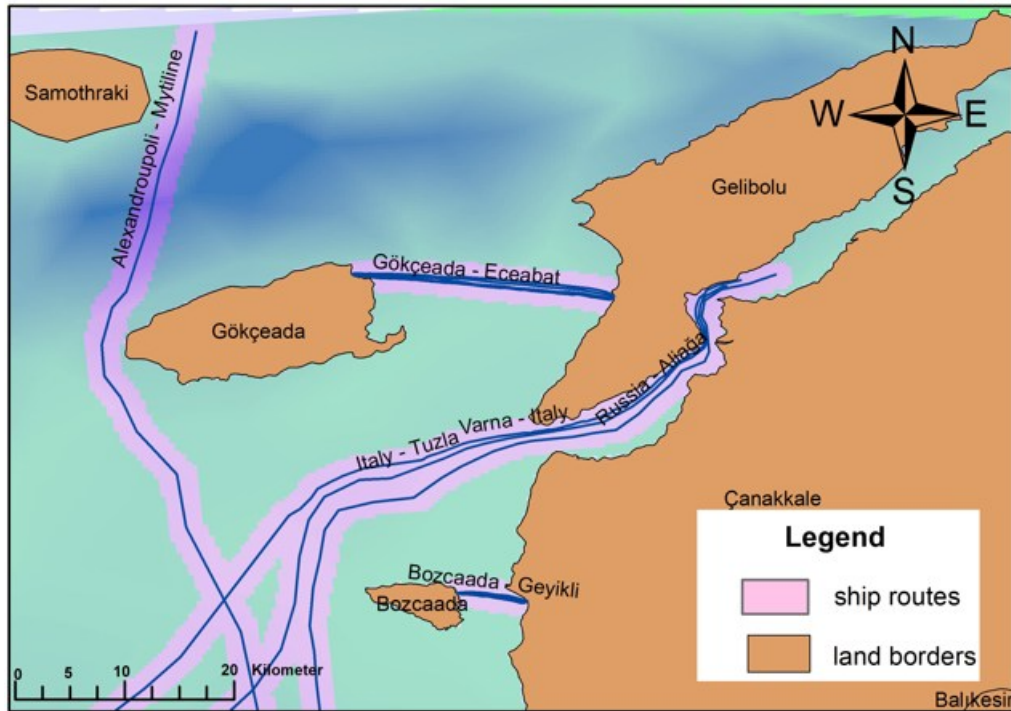 N
W
E
S
Samothraki
Alexandroupoli - Mytiline
Gelibolu
Gökçeada - Eceabat
Gökçeada
Russia - Aliağa
Varna - Italy
Italy - Tuzla
Çanakkale
Bozcaada - Geyikli
Bozcaada
Legend
ship routes
land borders
0 5 10 20 Kilometer
Balıkesir